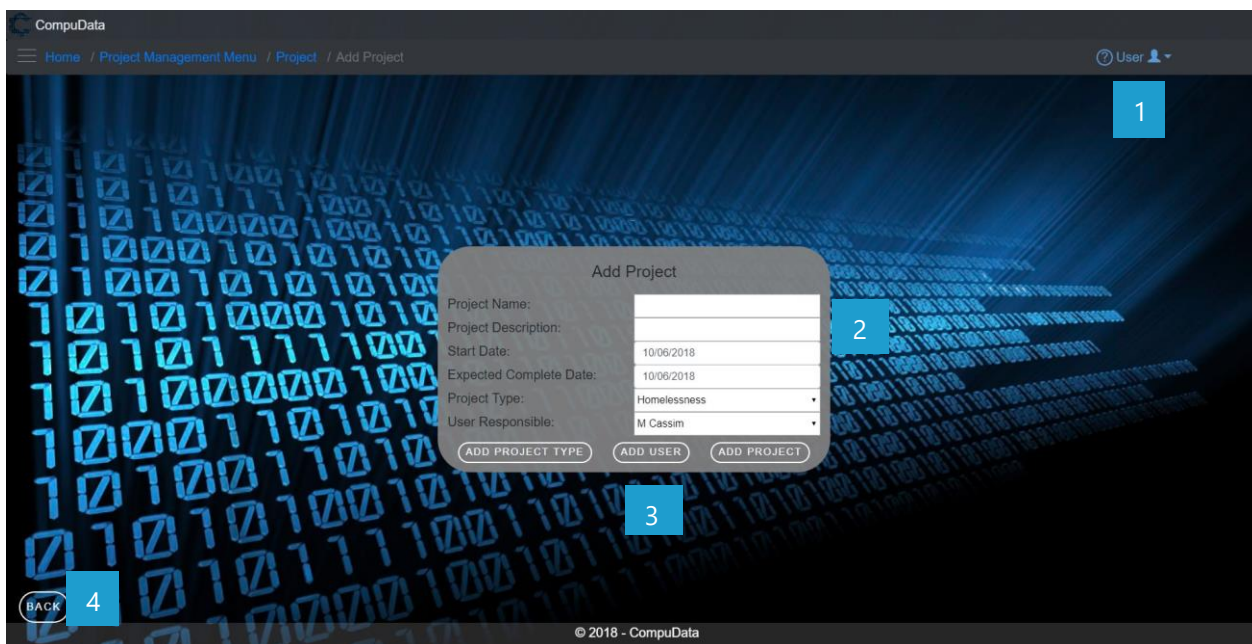 CompuData
Home / Project Management Menu / Project / Add Project
User
1
Add Project
Project Name:
Project Description:
2
Start Date: 10/06/2018
Expected Complete Date: 10/06/2018
Project Type: Homelessness
User Responsible: M Cassim
ADD PROJECT TYPE ADD USER ADD PROJECT
3
BACK 4
© 2018 - CompuData